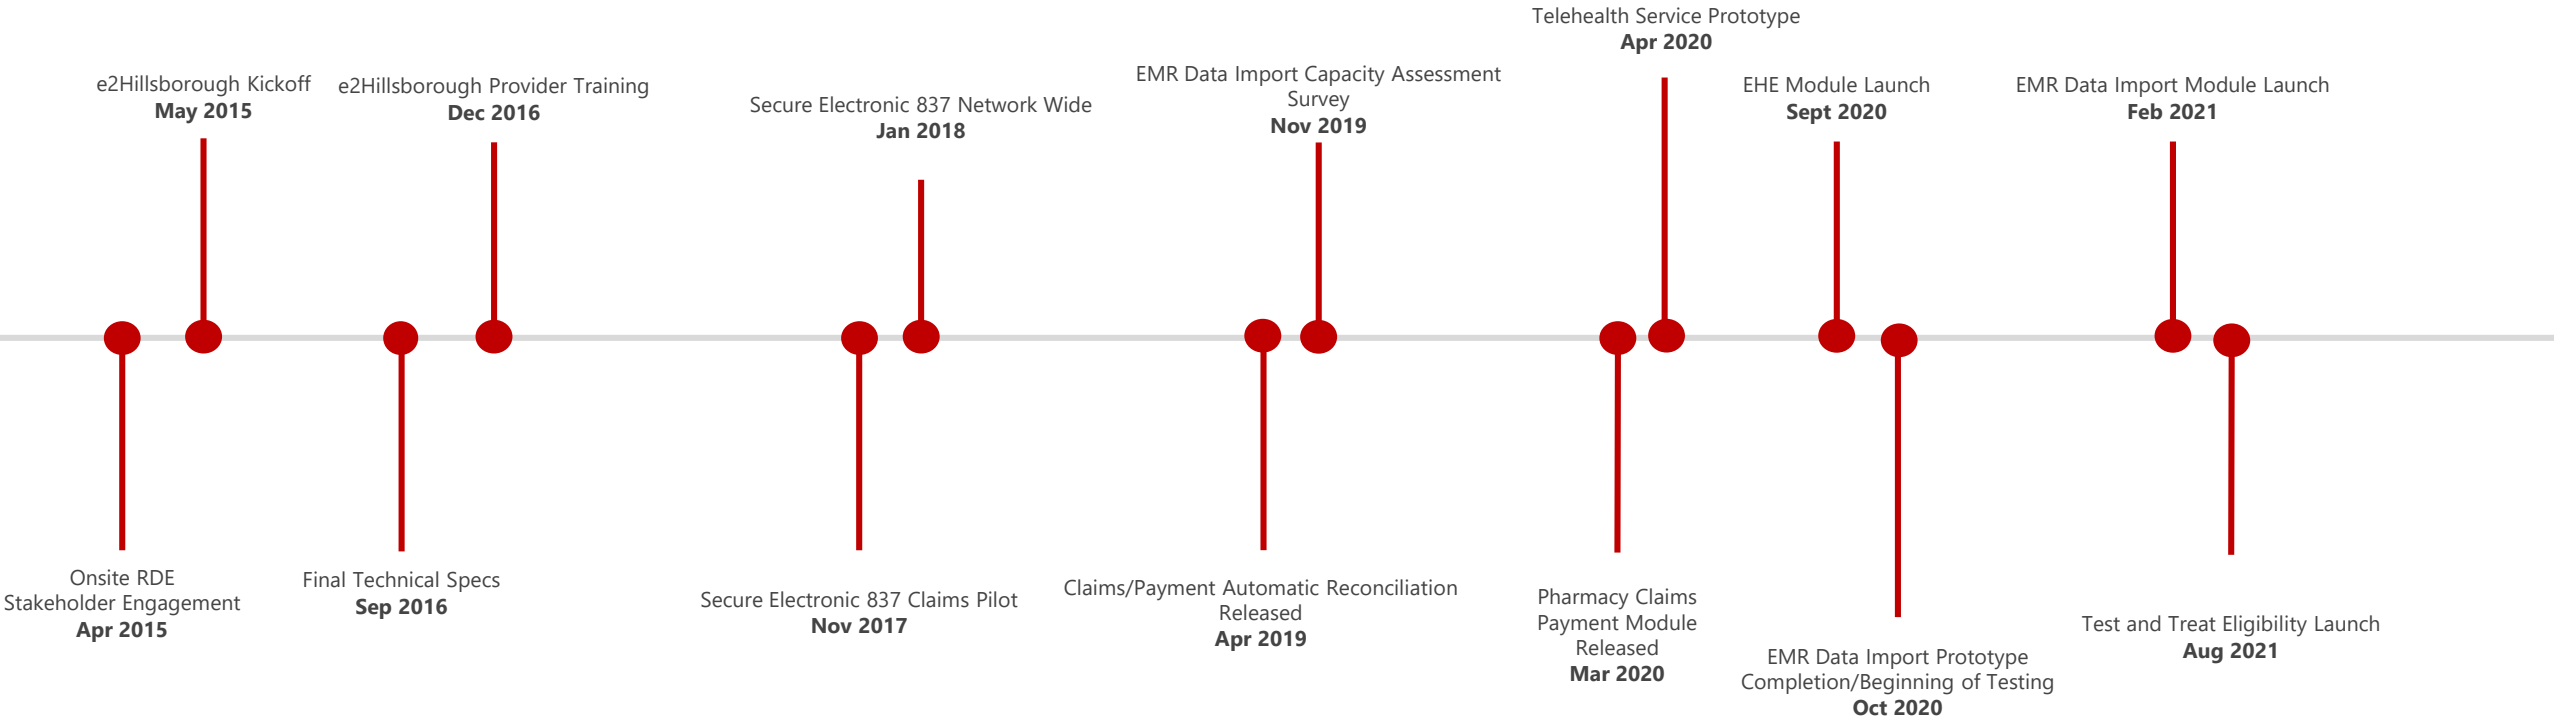 Telehealth Service Prototype
Apr 2020
e2Hillsborough Kickoff
May 2015
e2Hillsborough Provider Training
Dec 2016
Secure Electronic 837 Network Wide
Jan 2018
EMR Data Import Capacity Assessment
Survey
Nov 2019
EHE Module Launch
Sept 2020
EMR Data Import Module Launch
Feb 2021
Onsite RDE
Stakeholder Engagement
Apr 2015
Final Technical Specs
Sep 2016
Secure Electronic 837 Claims Pilot
Nov 2017
Claims/Payment Automatic Reconciliation
Released
Apr 2019
Pharmacy Claims
Payment Module
Released
Mar 2020
EMR Data Import Prototype
Completion/Beginning of Testing
Oct 2020
Test and Treat Eligibility Launch
Aug 2021